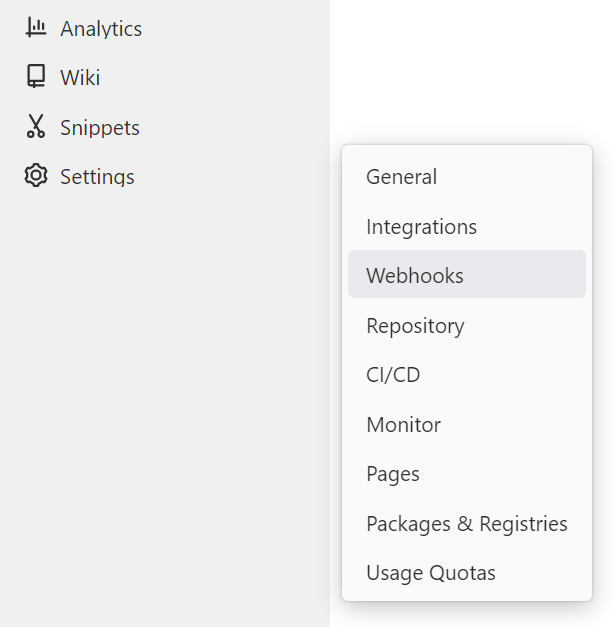 Analytics
Wiki
Snippets
Settings
General
Integrations
Webhooks
Repository
CI/CD
Monitor
Pages
Packages & Registries
Usage Quotas